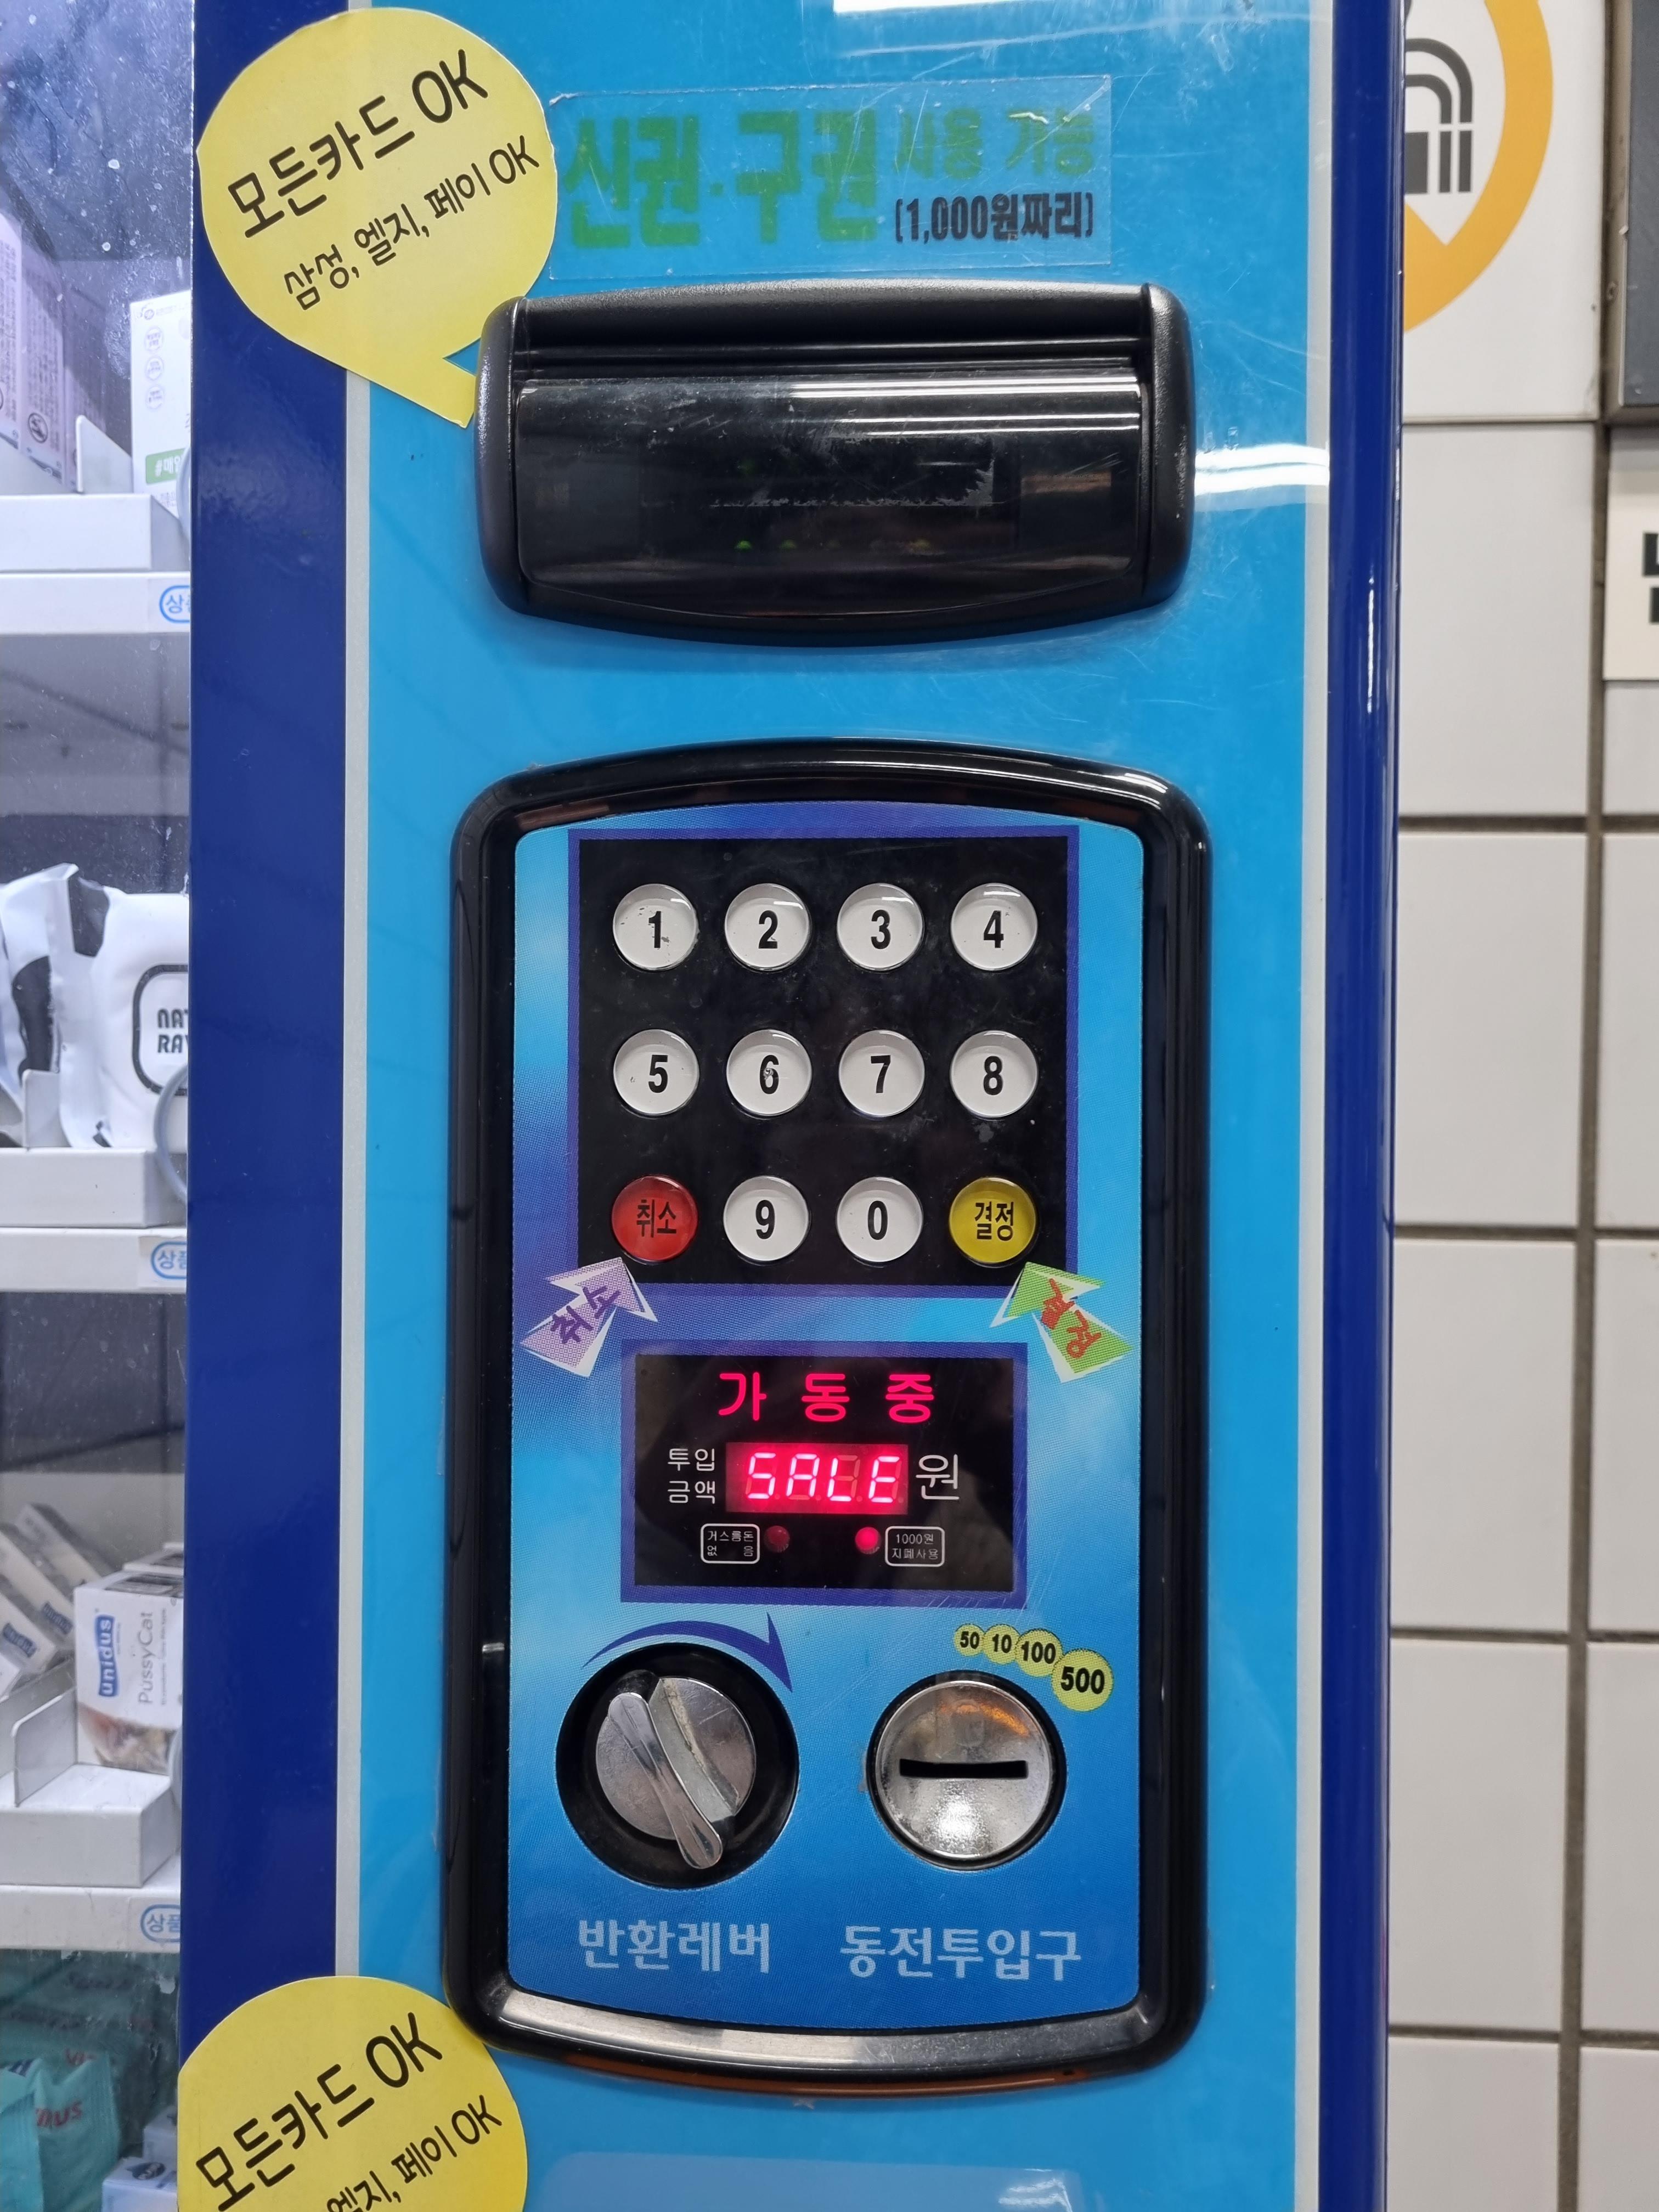 모든카드 OK
삼성, 엘지, 페이 OK
신권·구권 사용 가능
(1,000원짜리)
1 2 3 4
5 6 7 8
취소 9 0 결정
취소 결정
가동중
투입
금액 SALE 원
거스름돈
없음
1000원
지폐사용
50 10 100 500
반환레버 동전투입구
모든카드 OK
엘지, 페이 OK
unidus
PussyCat